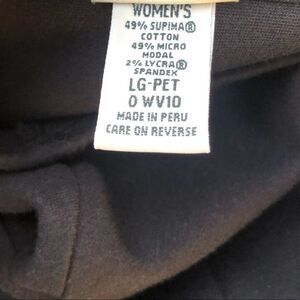 WOMEN'S
49% SUPIMA®
COTTON
49% MICRO
MODAL
2% LYCRA®
SPANDEX
LG-PET
0 WV10
MADE IN PERU
CARE ON REVERSE